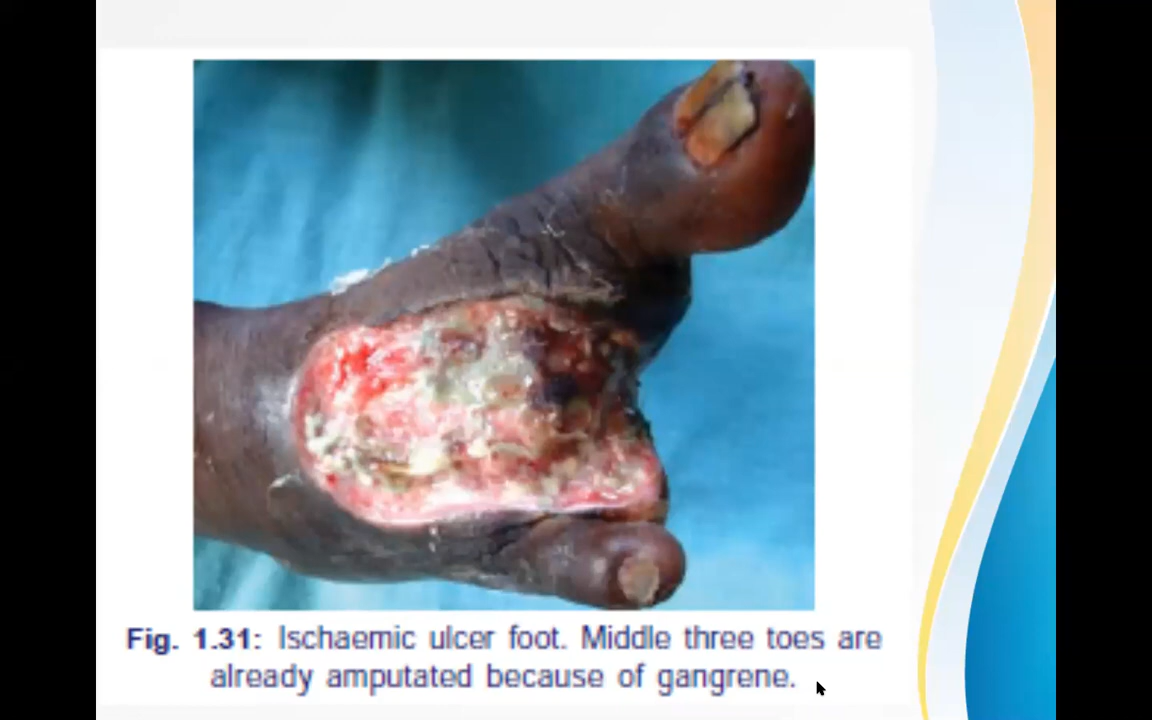 Fig. 1.31: Ischaemic ulcer foot. Middle three toes are
already amputated because of gangrene.